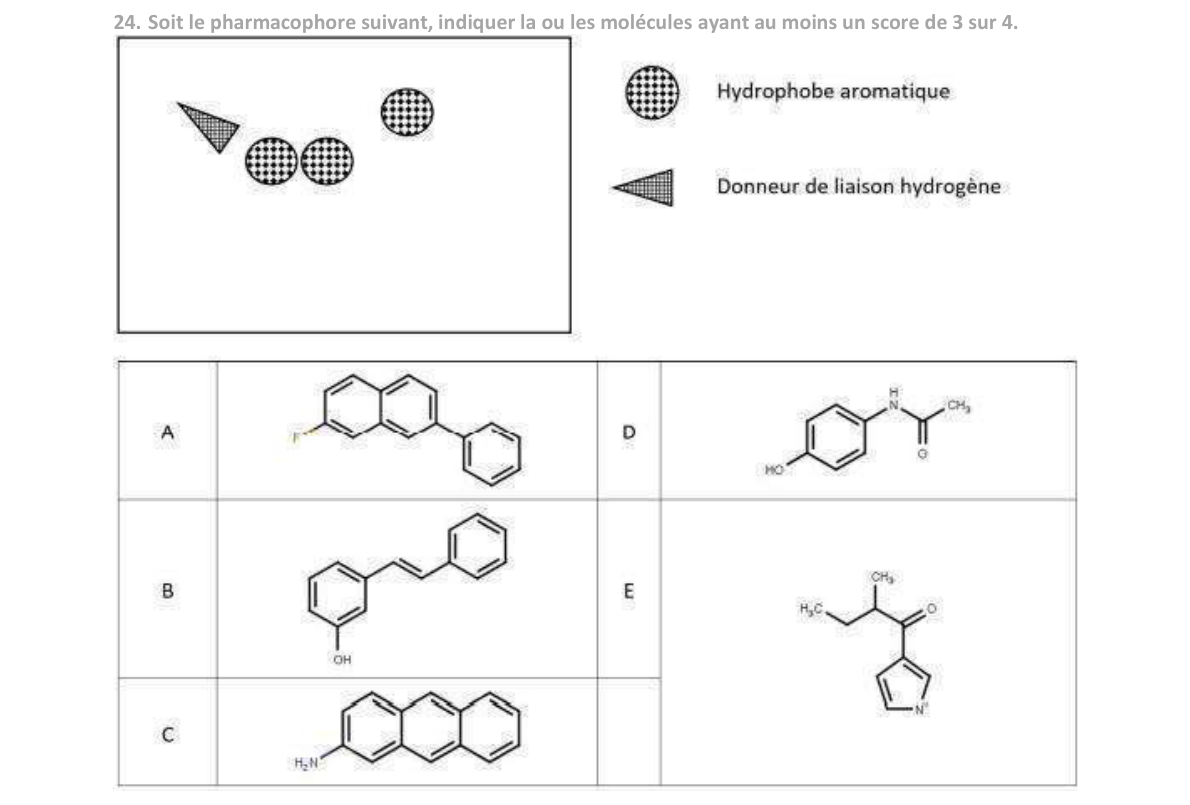 24. Soit le pharmacophore suivant, indiquer la ou les molécules ayant au moins un score de 3 sur 4.
Hydrophobe aromatique
Donneur de liaison hydrogène
A
F
D
H
N
CH₃
O
HO
B
OH
E
CH₃
H₃C
O
N
C
H₂N